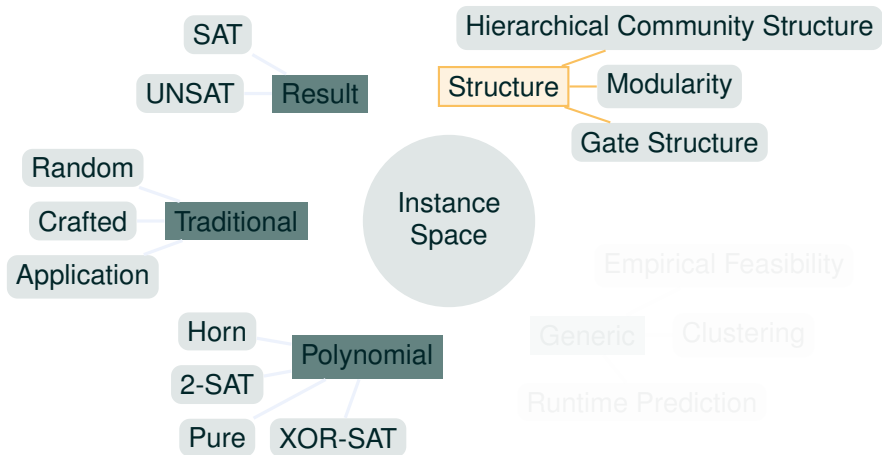 SAT
UNSAT
Result
Hierarchical Community Structure
Structure
Modularity
Gate Structure
Random
Crafted
Traditional
Application
Instance
Space
Empirical Feasibility
Generic
Clustering
Runtime Prediction
Horn
Polynomial
2-SAT
Pure
XOR-SAT